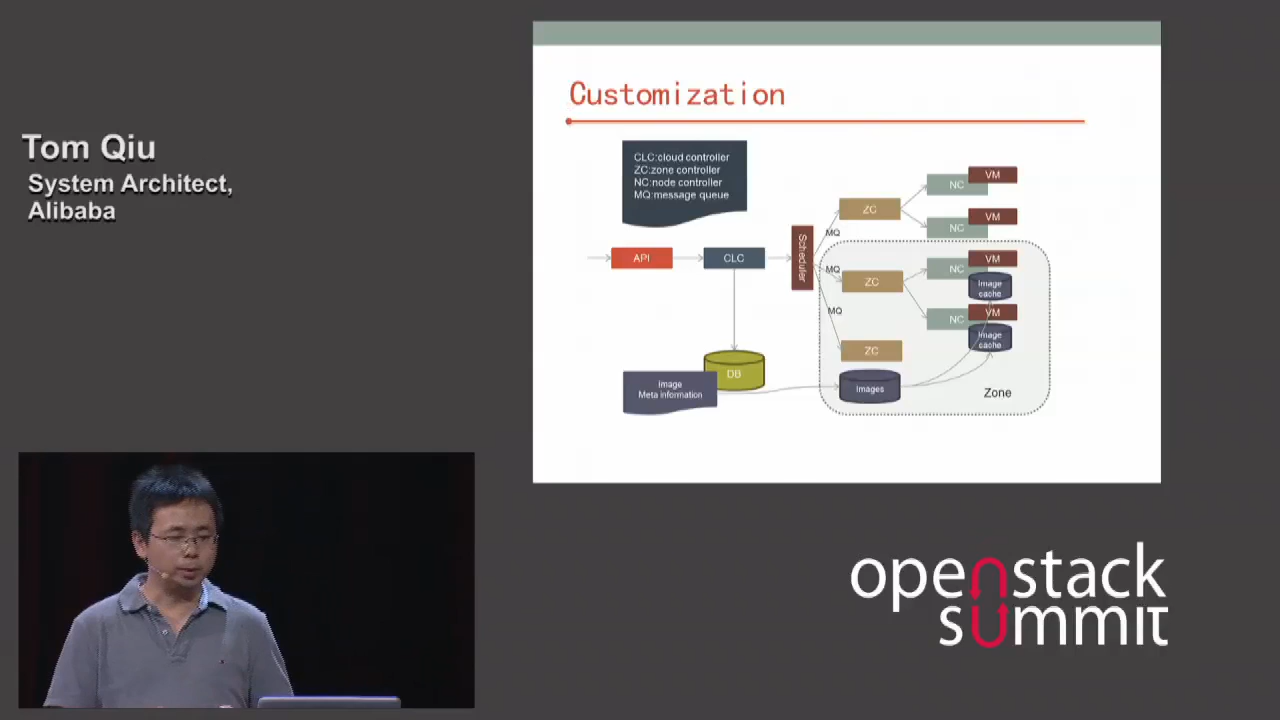 Tom Qiu
System Architect,
Alibaba
Customization
CLC:cloud controller
ZC:zone controller
NC:node controller
MQ:message queue
API
CLC
Scheduler
MQ
MQ
MQ
ZC
ZC
ZC
NC
VM
NC
VM
NC
VM
Image
cache
NC
VM
Image
cache
DB
Image
Meta information
Images
Zone
openstack
summit